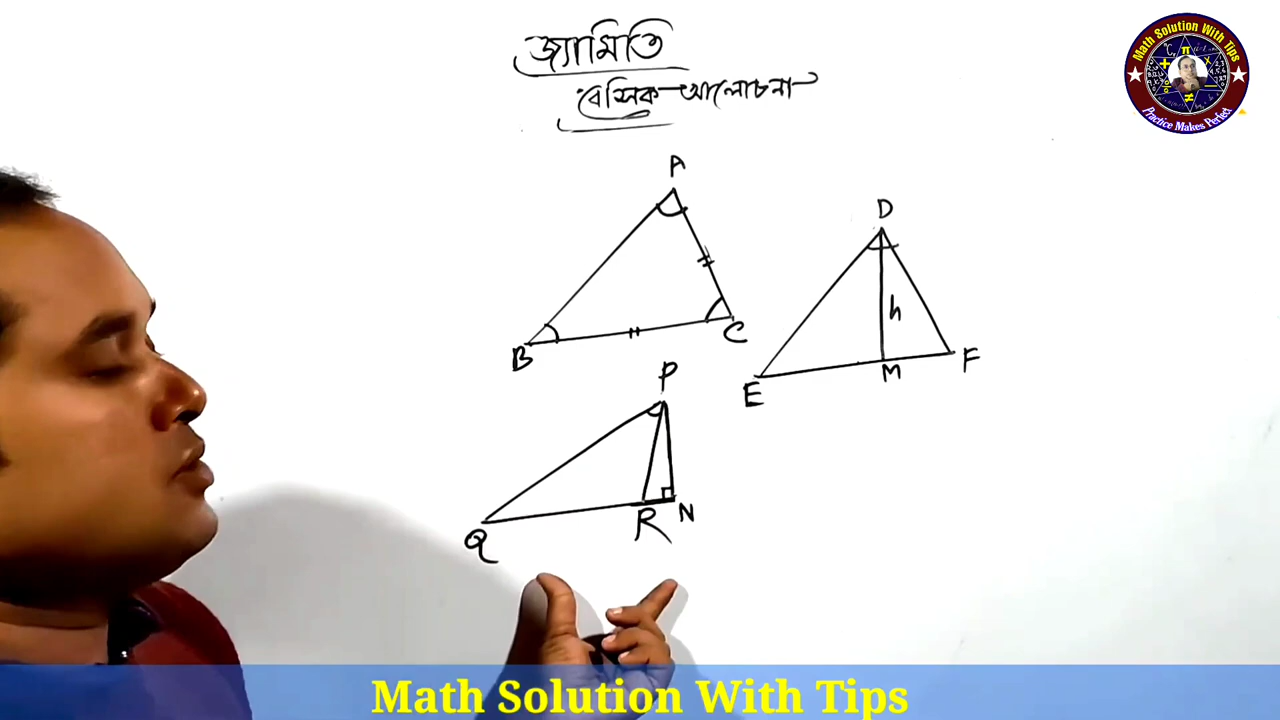 জ্যামিতি
বেসিক আলোচনা
Math Solution With Tips
Practice Makes Perfect
A
B
C
D
h
E
M
F
P
Q
R
N
Math Solution With Tips